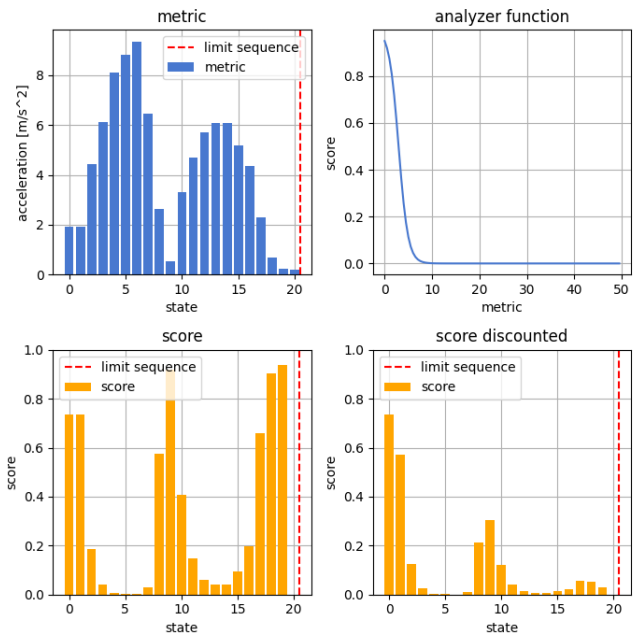 metric
acceleration [m/s^2]
8
6
4
2
0
limit sequence
metric
0 5 10 15 20
state
analyzer function
score
0.8
0.6
0.4
0.2
0.0
0 10 20 30 40 50
metric
score
score
1.0
0.8
0.6
0.4
0.2
0.0
limit sequence
score
0 5 10 15 20
state
score discounted
score
1.0
0.8
0.6
0.4
0.2
0.0
limit sequence
score
0 5 10 15 20
state